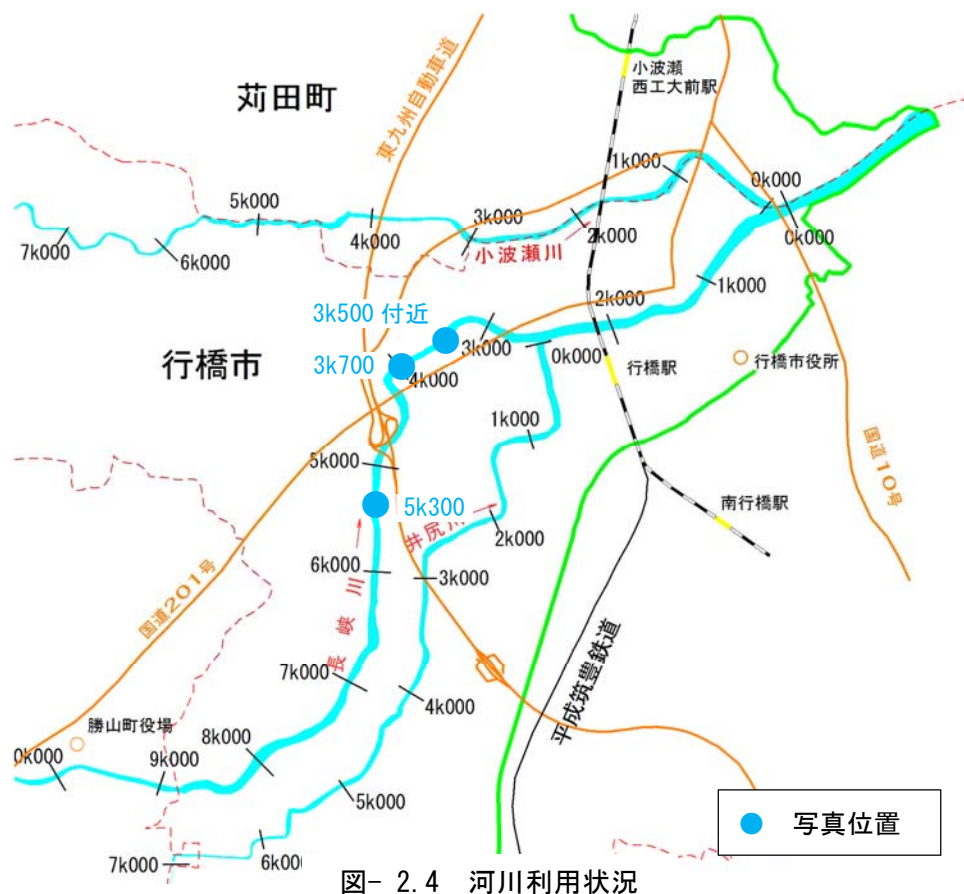 小波瀬
西工大前駅
苅田町
東九州自動車道
1k000
0k000
5k000
4k000
3k000
2k000
0k000
7k000
6k000
小波瀬川
1k000
3k500 付近
2k000
3k000
0k000
行橋市
3k700
4k000
行橋駅
行橋市役所
1k000
国道10号
5k000
5k300
南行橋駅
井尻
2k000
国道201号
6k000
3k000
長峡川
7k000
4k000
平成筑豊鉄道
勝山町役場
8k000
0k000
9k000
5k000
写真位置
6k000
7k000
図- 2.4 河川利用状況